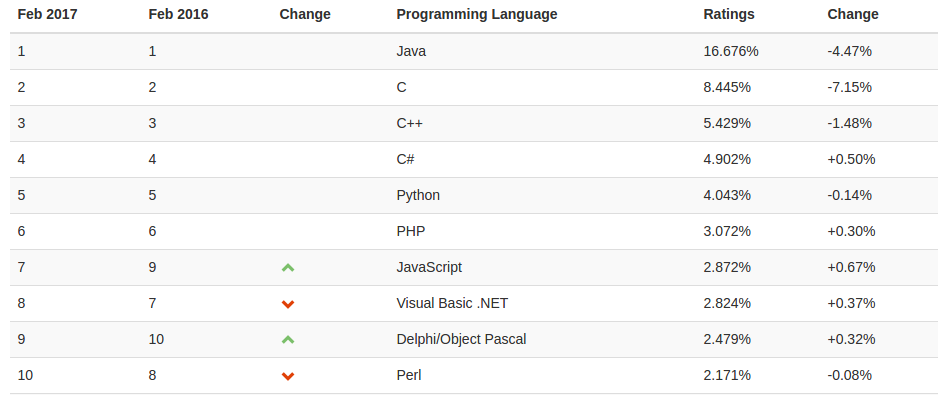 Feb 2017 Feb 2016 Change Programming Language Ratings Change
1 1 Java 16.676% -4.47%
2 2 C 8.445% -7.15%
3 3 C++ 5.429% -1.48%
4 4 C# 4.902% +0.50%
5 5 Python 4.043% -0.14%
6 6 PHP 3.072% +0.30%
7 9 JavaScript 2.872% +0.67%
8 7 Visual Basic .NET 2.824% +0.37%
9 10 Delphi/Object Pascal 2.479% +0.32%
10 8 Perl 2.171% -0.08%